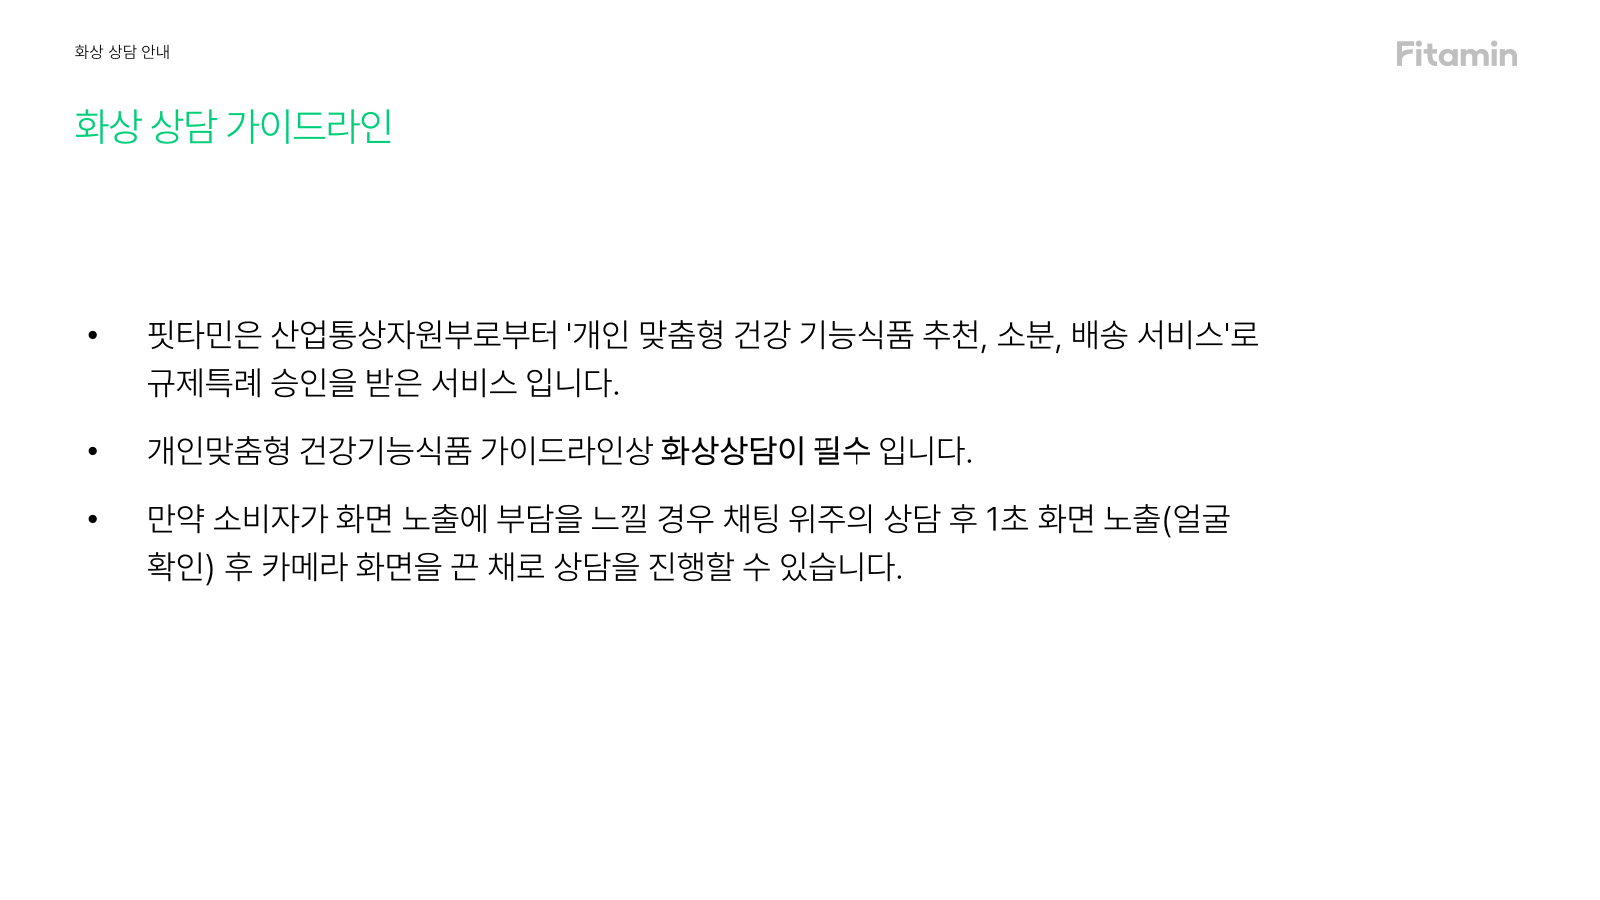 화상 상담 안내
Fitamin
화상 상담 가이드라인
• 핏타민은 산업통상자원부로부터 '개인 맞춤형 건강 기능식품 추천, 소분, 배송 서비스'로
규제특례 승인을 받은 서비스 입니다.
• 개인맞춤형 건강기능식품 가이드라인상 화상상담이 필수 입니다.
• 만약 소비자가 화면 노출에 부담을 느낄 경우 채팅 위주의 상담 후 1초 화면 노출(얼굴
확인) 후 카메라 화면을 끈 채로 상담을 진행할 수 있습니다.